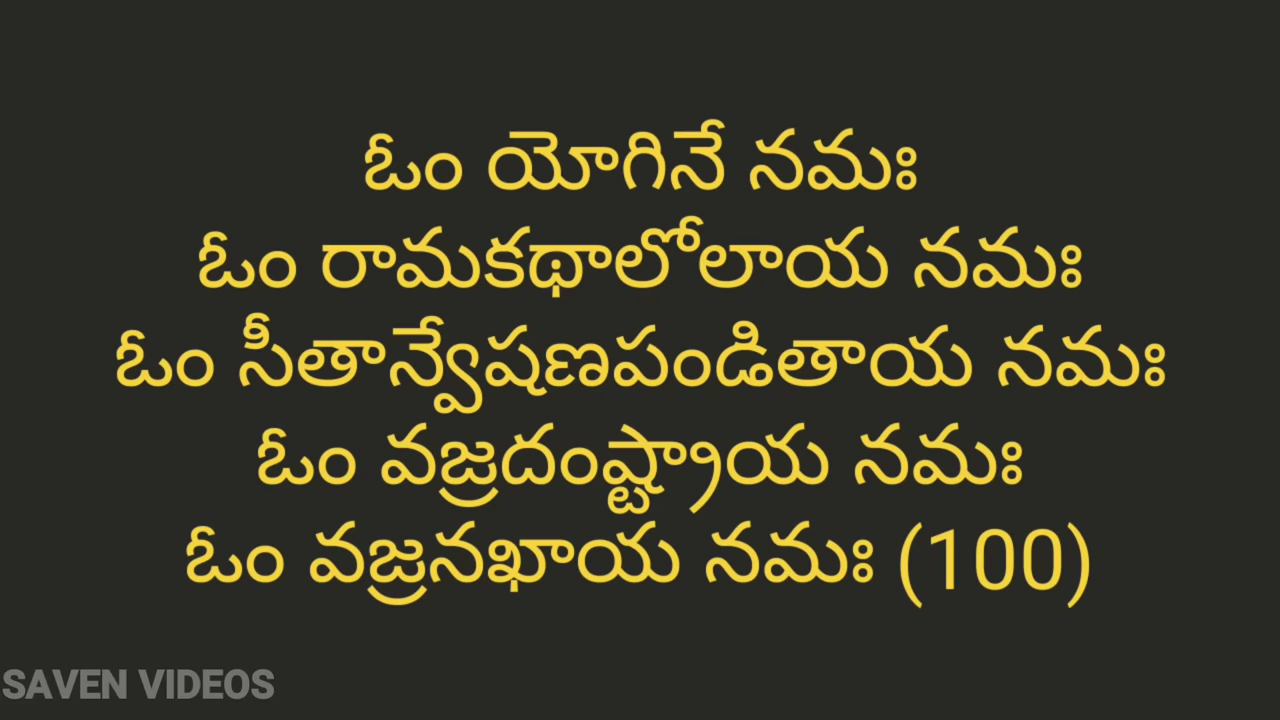 ఓం యోగినే నమః
ఓం రామకథాలోలాయ నమః
ఓం సీతాన్వేషణపండితాయ నమః
ఓం వజ్రదంష్ట్రాయ నమః
ఓం వజ్రనఖాయ నమః (100)
SAVEN VIDEOS